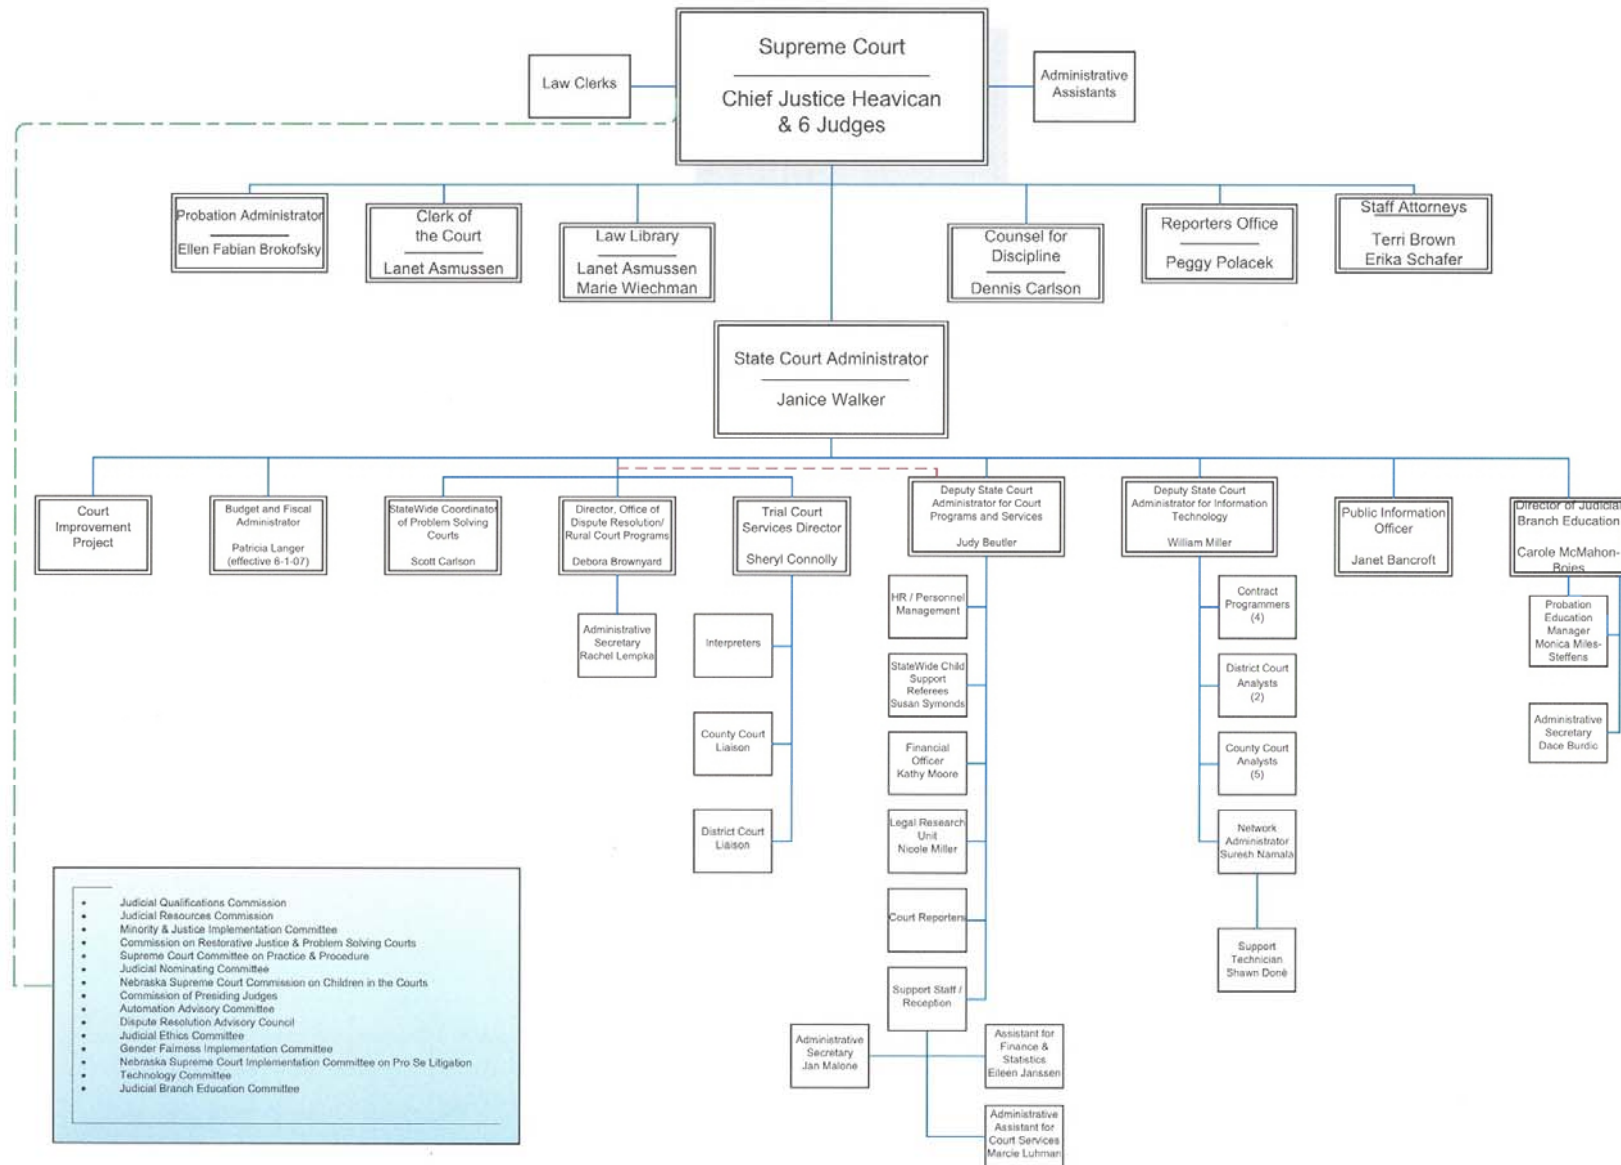 Supreme Court
Chief Justice Heavican
& 6 Judges
Law Clerks
Administrative
Assistants
Probation Administrator
Ellen Fabian Brokofsky
Clerk of
the Court
Lanet Asmussen
Law Library
Lanet Asmussen
Marie Wiechman
Counsel for
Discipline
Dennis Carlson
Reporters Office
Peggy Polacek
Staff Attorneys
Terri Brown
Erika Schafer
State Court Administrator
Janice Walker
Court
Improvement
Project
Budget and Fiscal
Administrator
Patricia Langer
(effective 6-1-07)
StateWide Coordinator
of Problem Solving
Courts
Scott Carlson
Director, Office of
Dispute Resolution/
Rural Court Programs
Debora Brownyard
Trial Court
Services Director
Sheryl Connolly
Deputy State Court
Administrator for Court
Programs and Services
Judy Beutler
Deputy State Court
Administrator for Information
Technology
William Miller
Public Information
Officer
Janet Bancroft
Director of Judicial
Branch Education
Carole McMahon-
Boies
Administrative
Secretary
Rachel Lempka
Interpreters
County Court
Liaison
District Court
Liaison
HR / Personnel
Management
StateWide Child
Support
Referees
Susan Symonds
Financial
Officer
Kathy Moore
Legal Research
Unit
Nicole Miller
Court Reporters
Support Staff /
Reception
Administrative
Secretary
Jan Malone
Assistant for
Finance &
Statistics
Eileen Janssen
Administrative
Assistant for
Court Services
Marcie Luhman
Contract
Programmers
(4)
District Court
Analysts
(2)
County Court
Analysts
(5)
Network
Administrator
Suresh Namala
Support
Technician
Shawn Doné
Probation
Education
Manager
Monica Miles-
Steffens
Administrative
Secretary
Dace Burdic
• Judicial Qualifications Commission
• Judicial Resources Commission
• Minority & Justice Implementation Committee
• Commission on Restorative Justice & Problem Solving Courts
• Supreme Court Committee on Practice & Procedure
• Judicial Nominating Committee
• Nebraska Supreme Court Commission on Children in the Courts
• Commission of Presiding Judges
• Automation Advisory Committee
• Dispute Resolution Advisory Council
• Judicial Ethics Committee
• Gender Fairness Implementation Committee
• Nebraska Supreme Court Implementation Committee on Pro Se Litigation
• Technology Committee
• Judicial Branch Education Committee